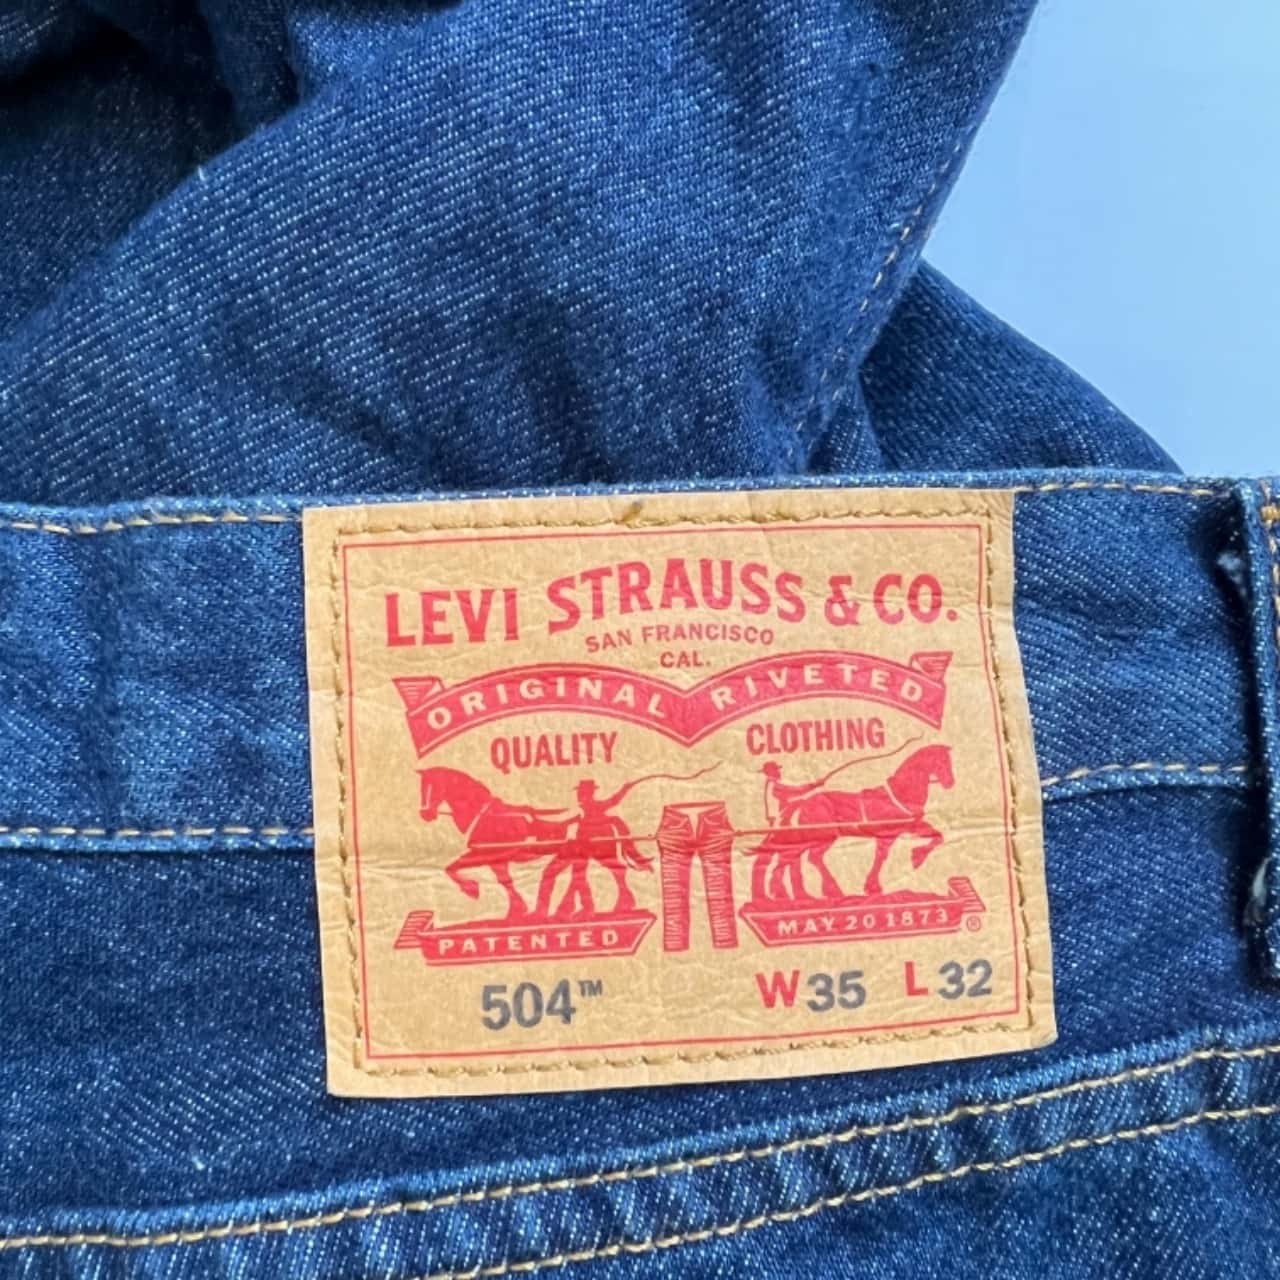 LEVI STRAUSS & CO.
SAN FRANCISCO
CAL.
ORIGINAL RIVETED
QUALITY CLOTHING
PATENTED MAY 20 1873 ®
504™ W35 L32